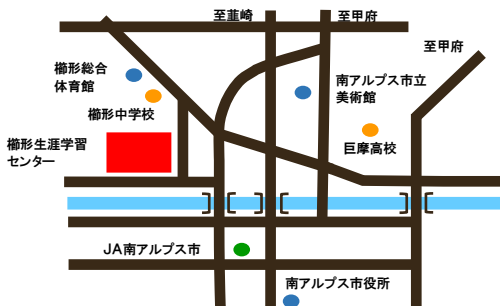 至韮崎
至甲府
至甲府
櫛形総合
体育館
南アルプス市立
美術館
櫛形中学校
櫛形生涯学習
センター
巨摩高校
JA南アルプス市
南アルプス市役所